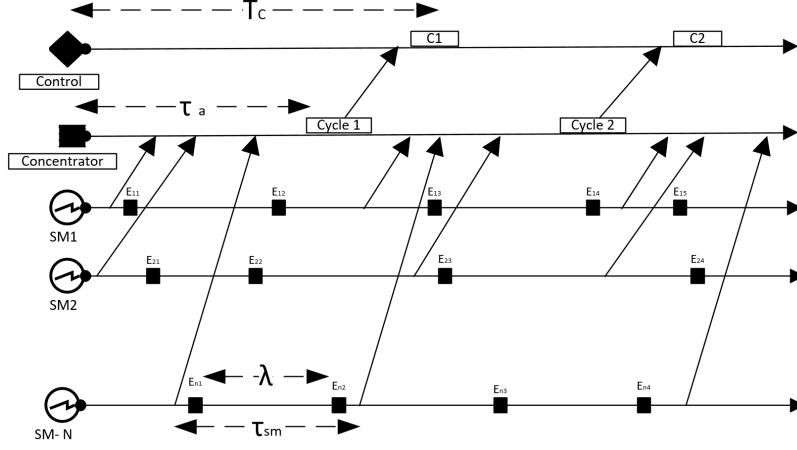 T_C
C1
C2
Control
τ a
Cycle 1
Cycle 2
Concentrator
E11
E12
E13
E14
E15
SM1
E21
E22
E23
E24
SM2
En1
λ
En2
En3
En4
SM- N
τsm